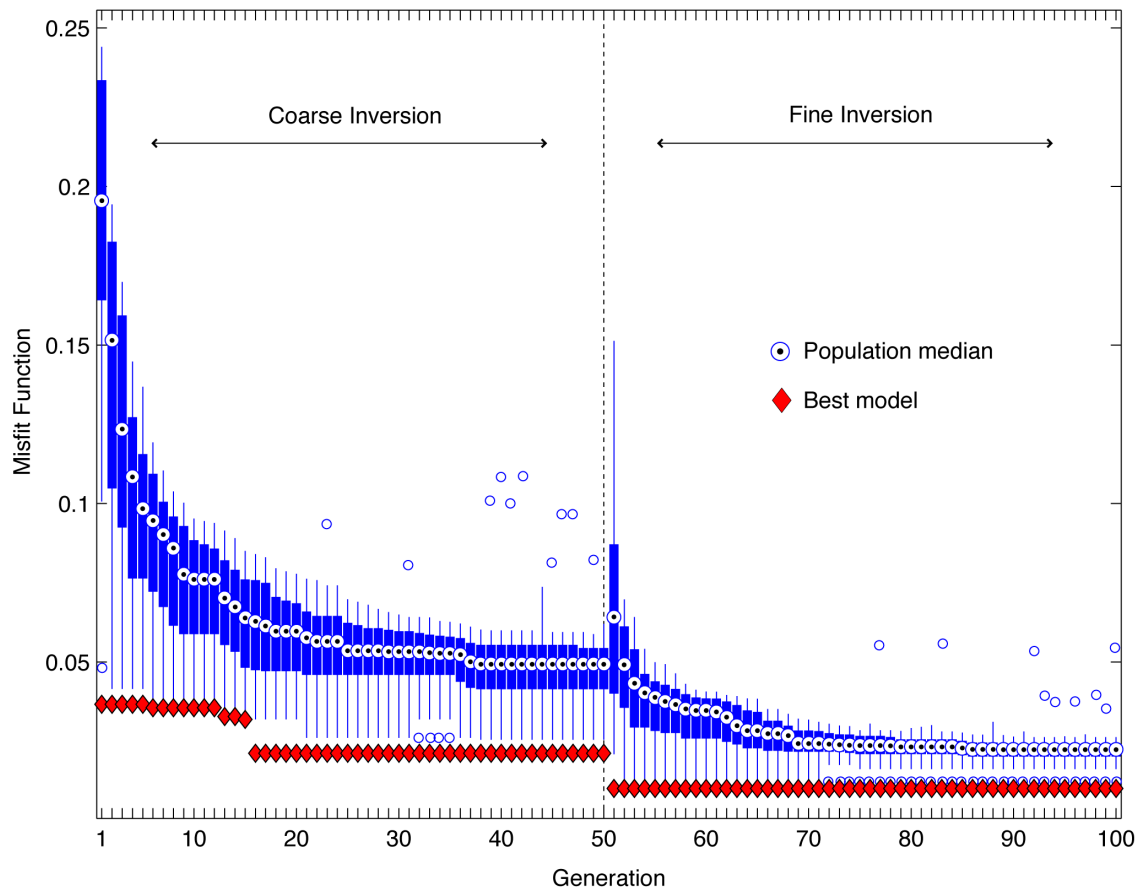 0.25
Coarse Inversion
Fine Inversion
0.2
0.15
Population median
Best model
Misfit Function
0.1
0.05
1 10 20 30 40 50 60 70 80 90 100
Generation